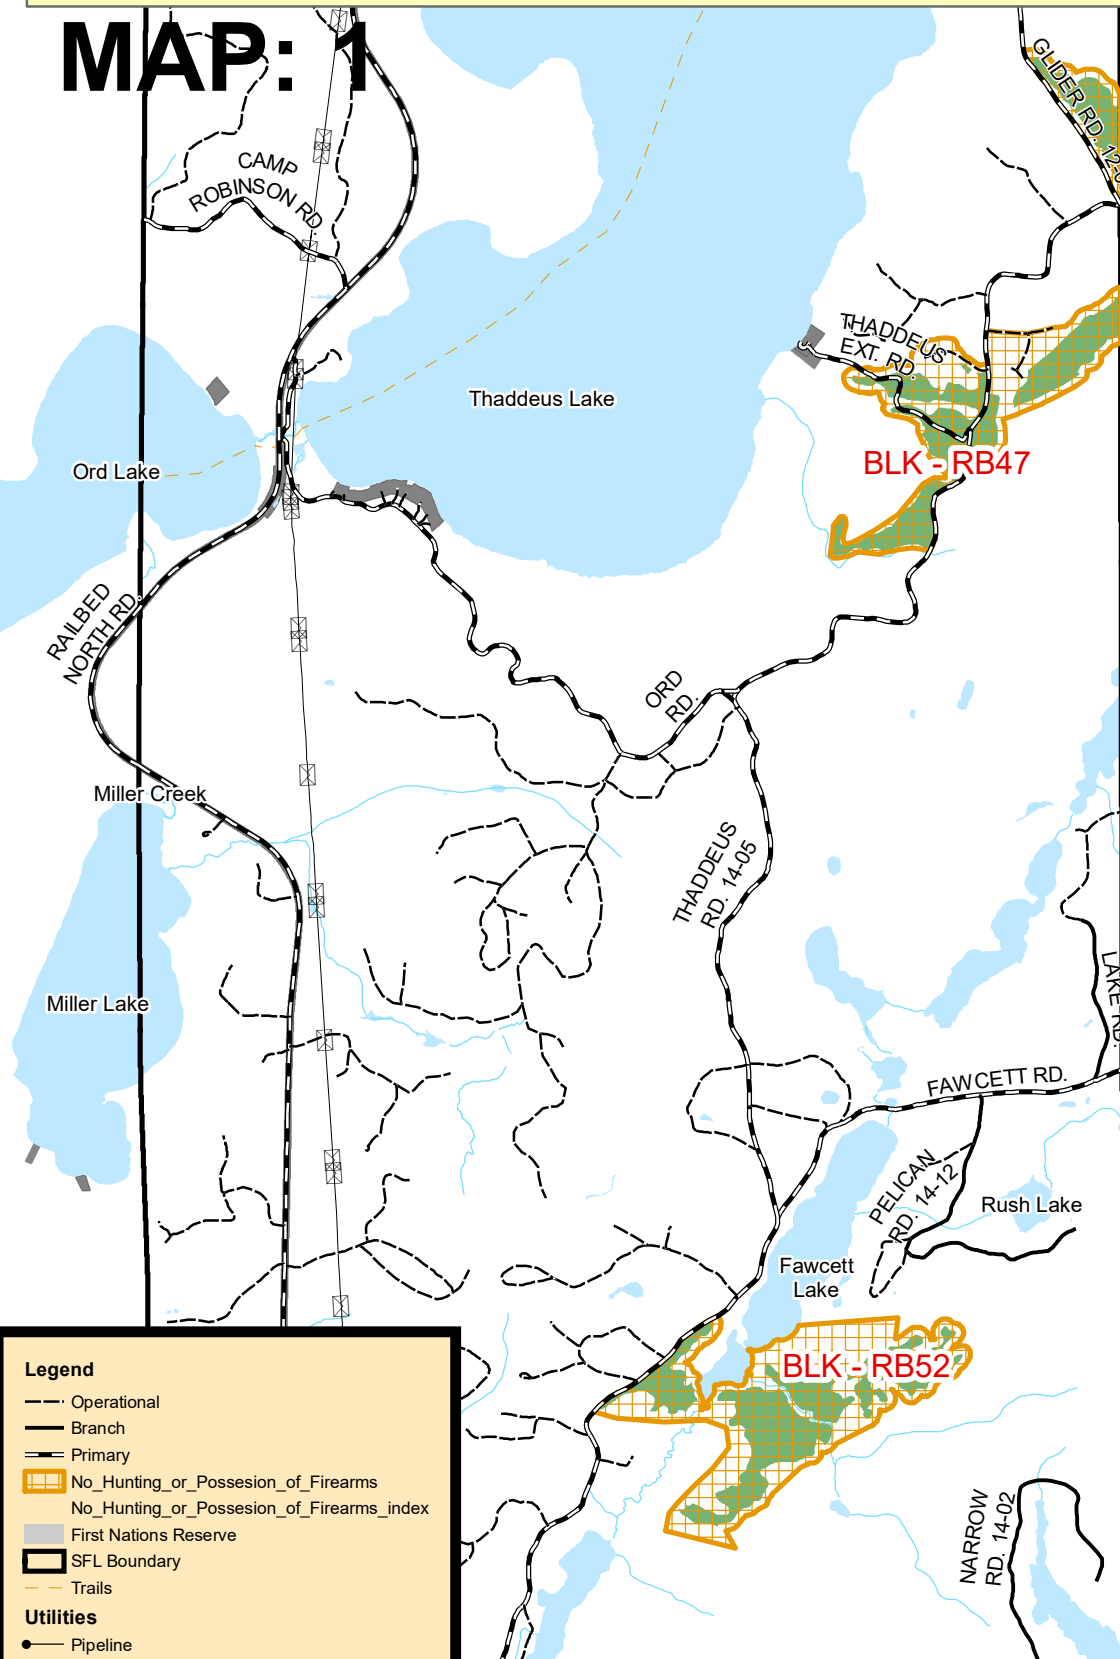 MAP: 1
GLIDER RD. 12-0
CAMP
ROBINSON RD.
THADDEUS
EXT. RD.
Thaddeus Lake
BLK - RB47
Ord Lake
RAILBED
NORTH RD.
ORD
RD.
Miller Creek
THADDEUS
RD. 14-05
LAKE RD.
Miller Lake
FAWCETT RD.
PELICAN
RD. 14-12
Rush Lake
Fawcett
Lake
BLK - RB52
NARROW
RD. 14-02
Legend
Operational
Branch
Primary
No_Hunting_or_Possesion_of_Firearms
No_Hunting_or_Possesion_of_Firearms_index
First Nations Reserve
SFL Boundary
Trails
Utilities
Pipeline